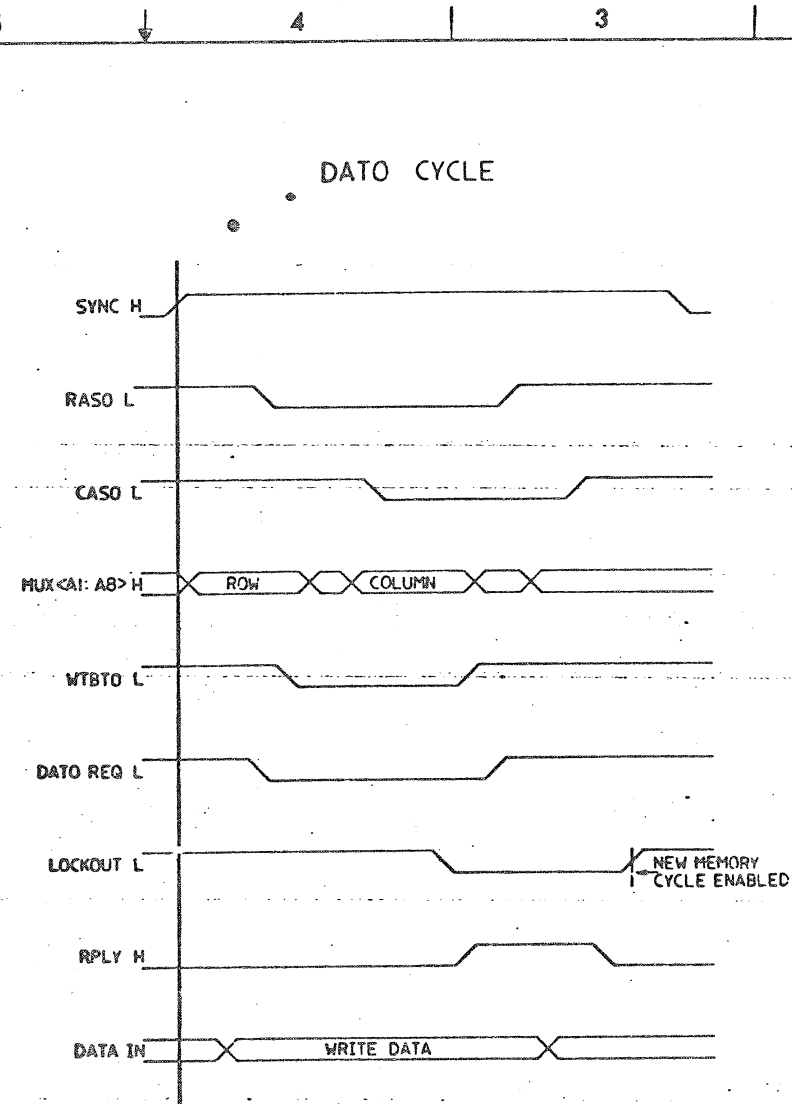 4 3
DATO CYCLE
SYNC H
RASO L
CASO L
MUX<A1: A8> H ROW COLUMN
WTBTO L
DATO REQ L
LOCKOUT L NEW MEMORY
CYCLE ENABLED
RPLY H
DATA IN WRITE DATA